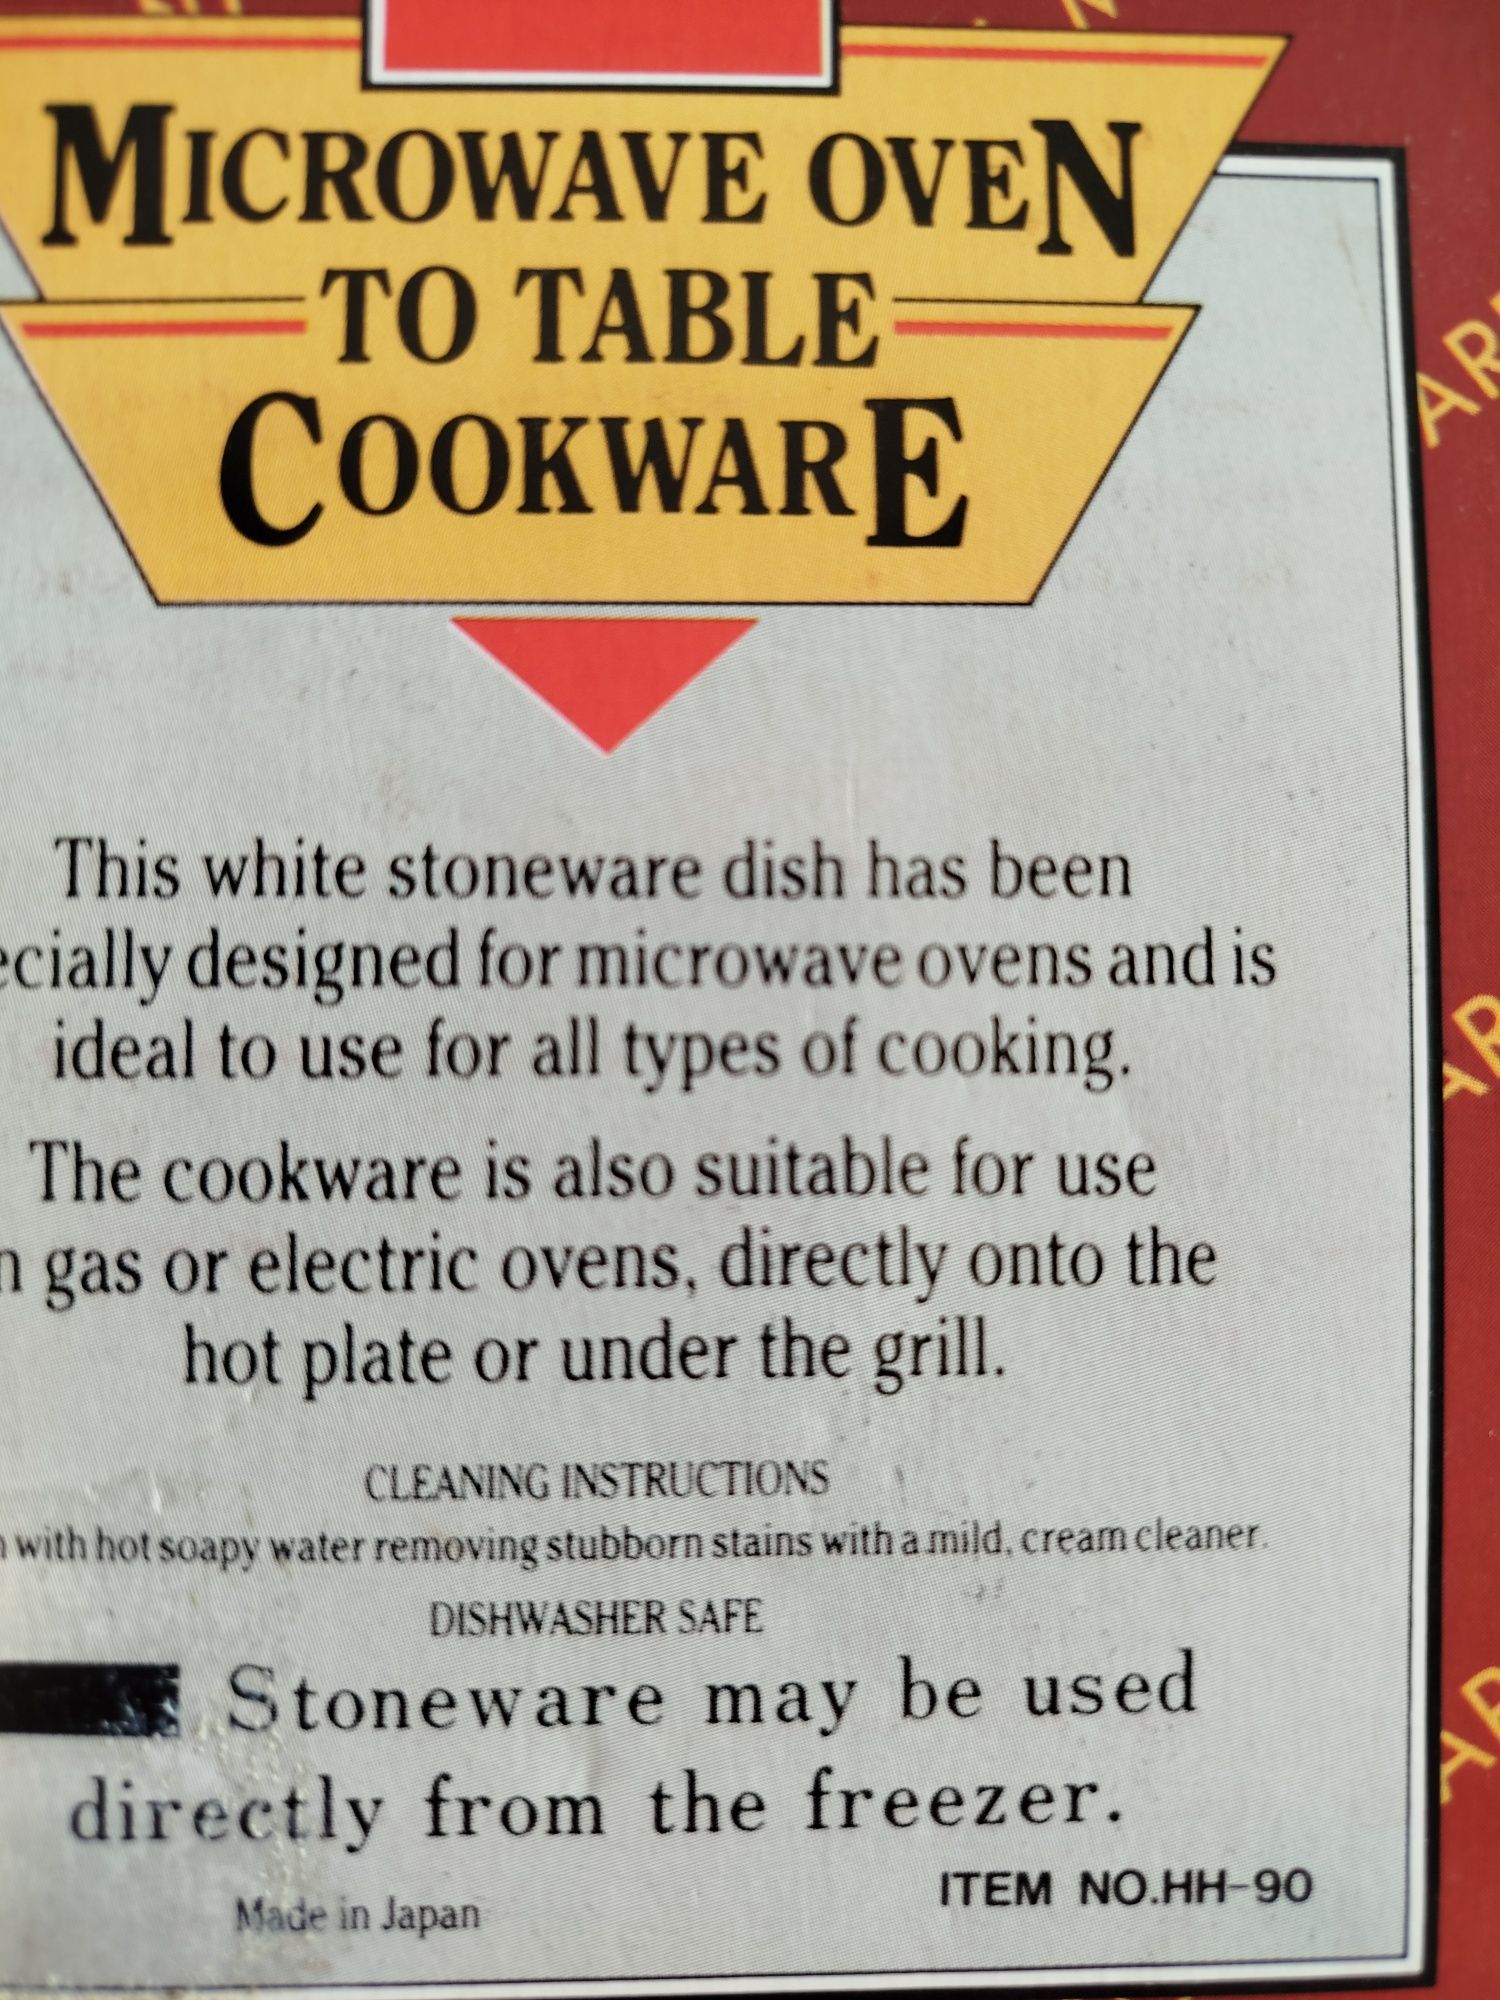 MICROWAVE OVEN
TO TABLE
COOKWARE
This white stoneware dish has been
designed for microwave ovens and is
ideal to use for all types of cooking.
The cookware is also suitable for use
gas or electric ovens, directly onto the
hot plate or under the grill.
CLEANING INSTRUCTIONS
with hot soapy water removing stubborn stains with a mild, cream cleaner.
DISHWASHER SAFE
Stoneware may be used
directly from the freezer.
ITEM NO.HH-90
Made in Japan